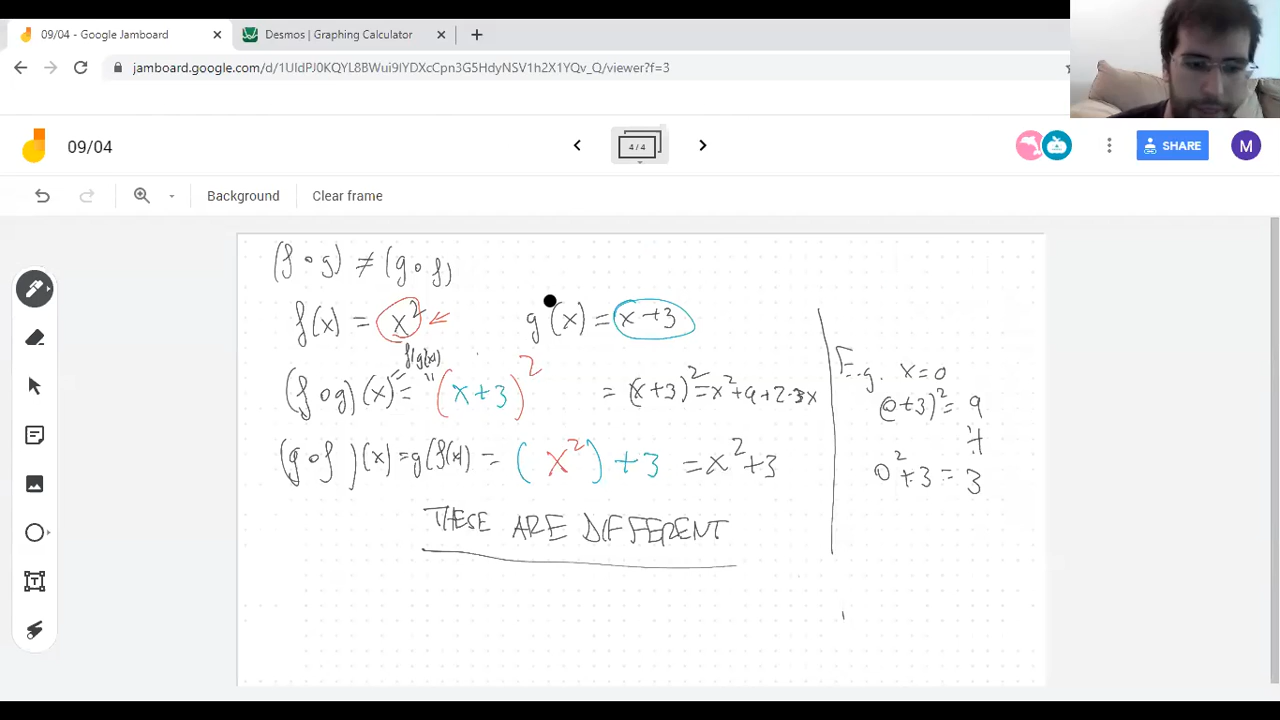 09/04 - Google Jamboard
Desmos | Graphing Calculator
jamboard.google.com/d/1UIdPJ0KQYL8BWui9IYDXcCpn3G5HdyNSV1h2X1YQv_Q/viewer?f=3
09/04
4 / 4
SHARE
M
Background
Clear frame
(f ∘ g) ≠ (g ∘ f)
f(x) = x² ←
g(x) = x+3
f(g(x))
"
(f ∘ g)(x) = (x+3)² = (x+3)² = x²+9+2·3x
(g ∘ f)(x) = g(f(x)) = (x²)+3 = x²+3
THESE ARE DIFFERENT
E.g. x=0
(0+3)² = 9
≠
0²+3 = 3